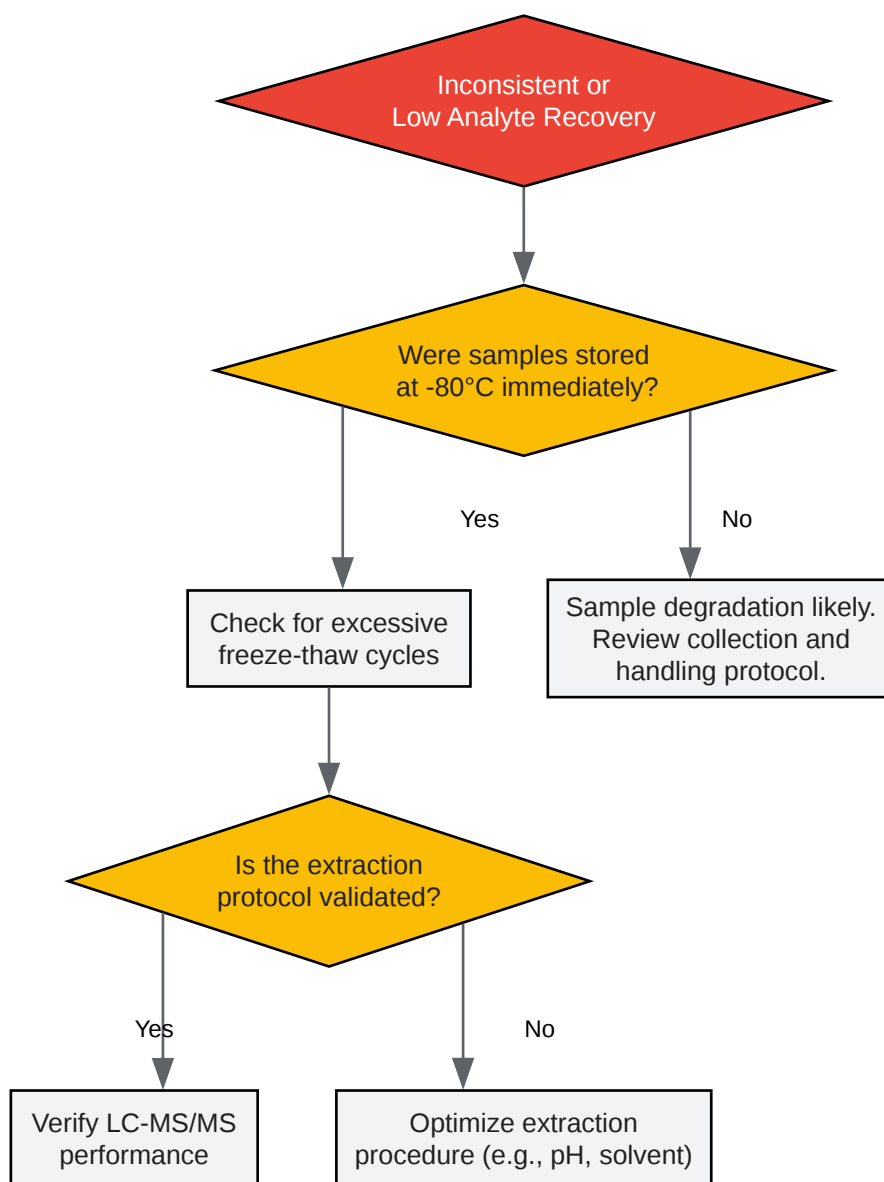 Inconsistent or
Low Analyte Recovery
Were samples stored
at -80°C immediately?
Yes
No
Check for excessive
freeze-thaw cycles
Sample degradation likely.
Review collection and
handling protocol.
Is the extraction
protocol validated?
Yes
No
Verify LC-MS/MS
performance
Optimize extraction
procedure (e.g., pH, solvent)